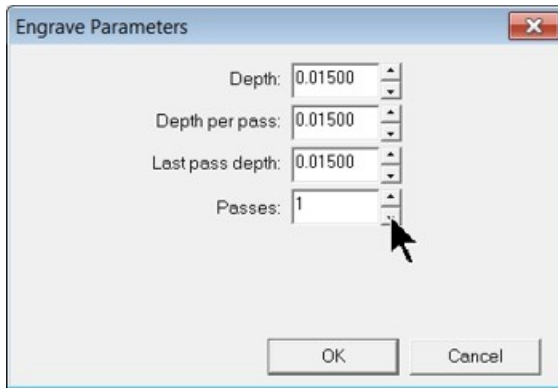 Engrave Parameters
Depth: 0.01500
Depth per pass: 0.01500
Last pass depth: 0.01500
Passes: 1
OK Cancel